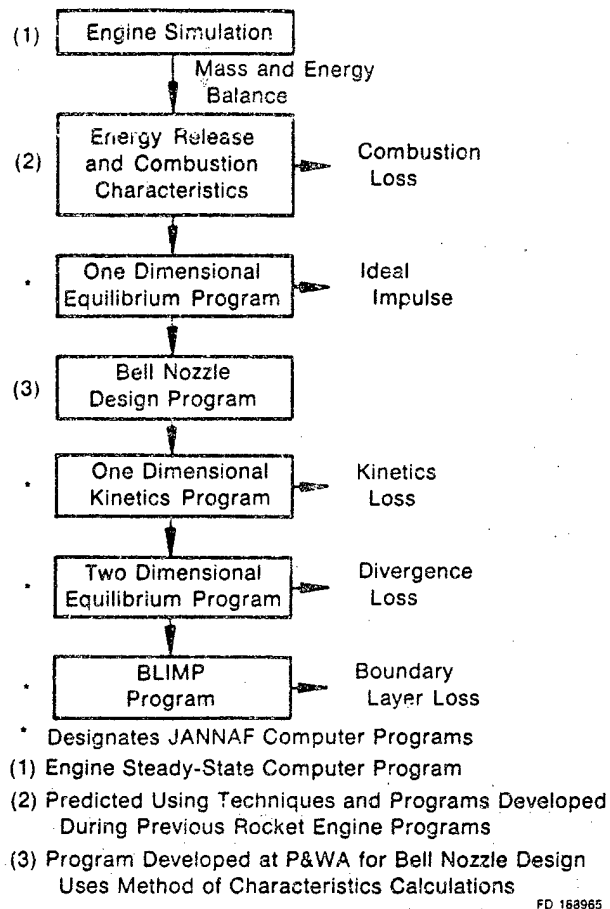 (1) Engine Simulation
Mass and Energy
Balance
(2) Energy Release
and Combustion
Characteristics
Combustion
Loss
* One Dimensional
Equilibrium Program
Ideal
Impulse
(3) Bell Nozzle
Design Program
* One Dimensional
Kinetics Program
Kinetics
Loss
* Two Dimensional
Equilibrium Program
Divergence
Loss
* BLIMP
Program
Boundary
Layer Loss
* Designates JANNAF Computer Programs
(1) Engine Steady-State Computer Program
(2) Predicted Using Techniques and Programs Developed
During Previous Rocket Engine Programs
(3) Program Developed at P&WA for Bell Nozzle Design
Uses Method of Characteristics Calculations
FD 163965